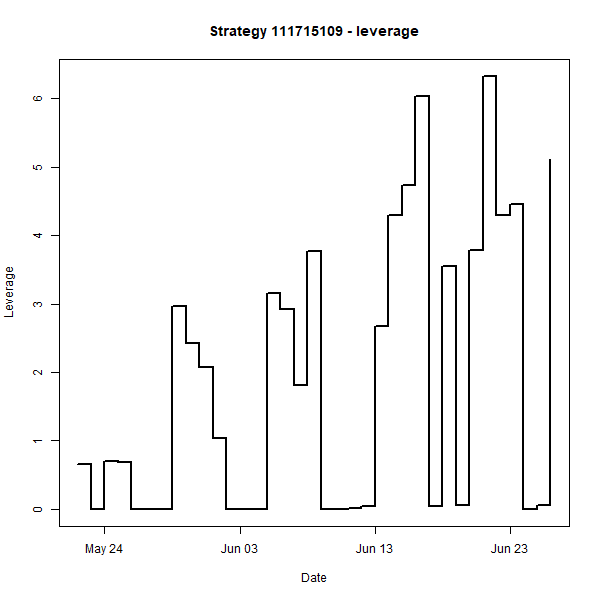 Strategy 111715109 - leverage
6
5
4
3
2
1
0
Leverage
May 24
Jun 03
Jun 13
Jun 23
Date